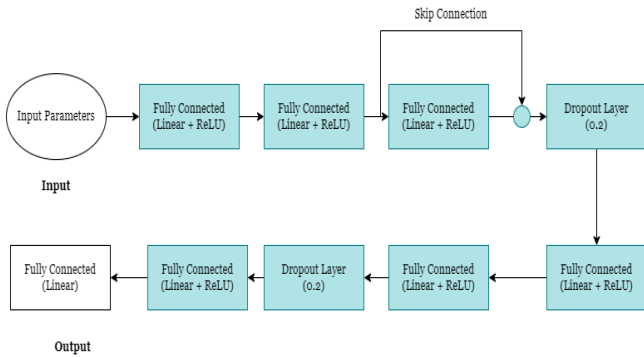 Skip Connection
Input Parameters
Fully Connected
(Linear + ReLU)
Fully Connected
(Linear + ReLU)
Fully Connected
(Linear + ReLU)
Dropout Layer
(0.2)
Input
Fully Connected
(Linear)
Fully Connected
(Linear + ReLU)
Dropout Layer
(0.2)
Fully Connected
(Linear + ReLU)
Fully Connected
(Linear + ReLU)
Output